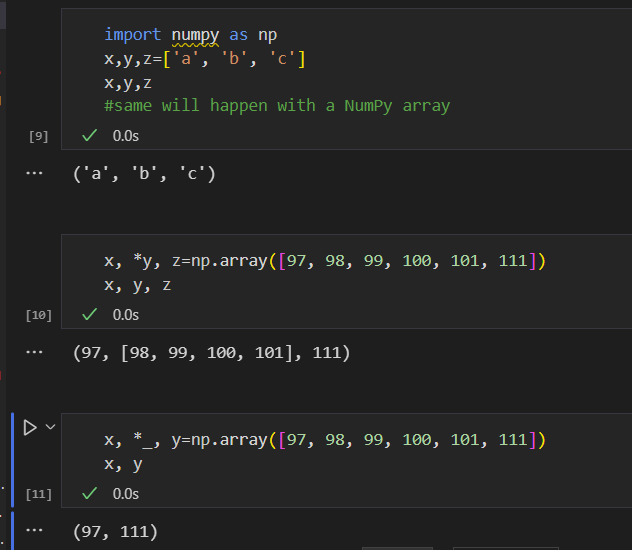 import numpy as np
x,y,z=['a', 'b', 'c']
x,y,z
#same will happen with a NumPy array
[9]
0.0s
... ('a', 'b', 'c')
x, *y, z=np.array([97, 98, 99, 100, 101, 111])
x, y, z
[10]
0.0s
... (97, [98, 99, 100, 101], 111)
x, *_, y=np.array([97, 98, 99, 100, 101, 111])
x, y
[11]
0.0s
... (97, 111)